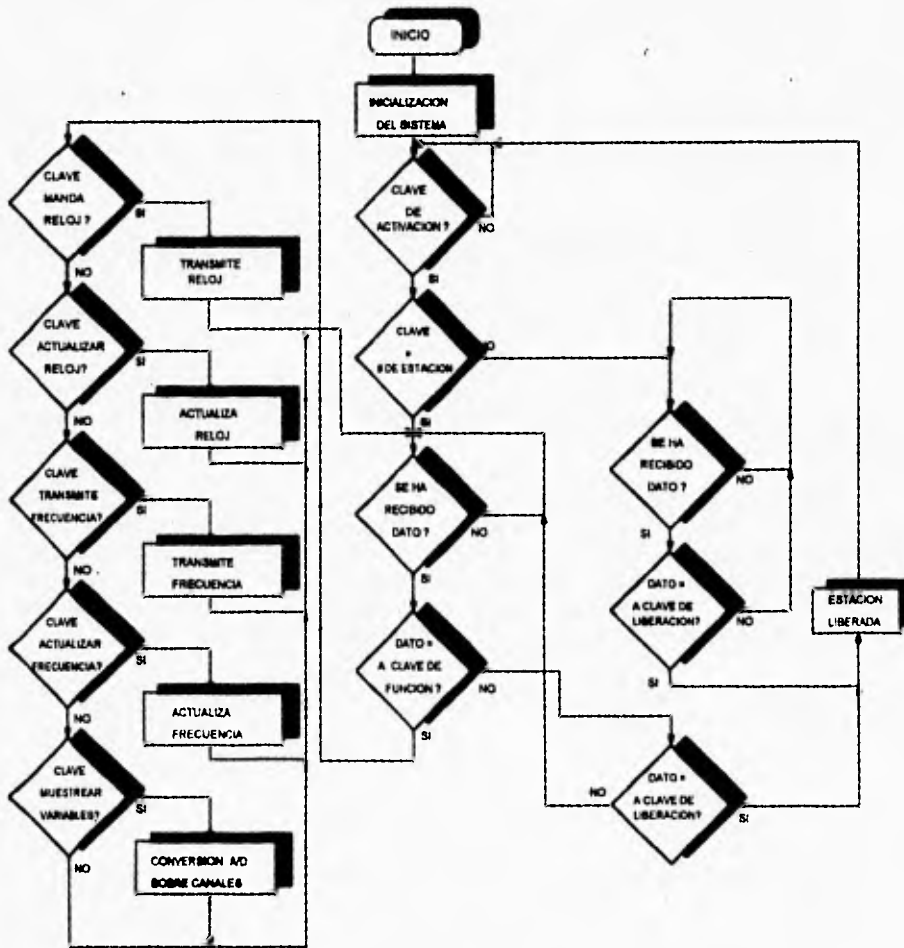 INICIO
INICIALIZACION
DEL SISTEMA
CLAVE
DE
ACTIVACION ?
NO
SI
CLAVE
=
# DE ESTACION
NO
SI
SE HA
RECIBIDO
DATO ?
NO
SI
DATO =
A CLAVE DE
FUNCION ?
NO
SI
CLAVE
MANDA
RELOJ ?
SI
NO
TRANSMITE
RELOJ
CLAVE
ACTUALIZAR
RELOJ?
SI
NO
ACTUALIZA
RELOJ
CLAVE
TRANSMITE
FRECUENCIA?
SI
NO
TRANSMITE
FRECUENCIA
CLAVE
ACTUALIZAR
FRECUENCIA?
SI
NO
ACTUALIZA
FRECUENCIA
CLAVE
MUESTREAR
VARIABLES?
SI
NO
CONVERSION A/D
SOBRE CANALES
SE HA
RECIBIDO
DATO ?
NO
SI
DATO =
A CLAVE DE
LIBERACION?
NO
SI
ESTACION
LIBERADA
DATO =
A CLAVE DE
LIBERACION?
NO
SI